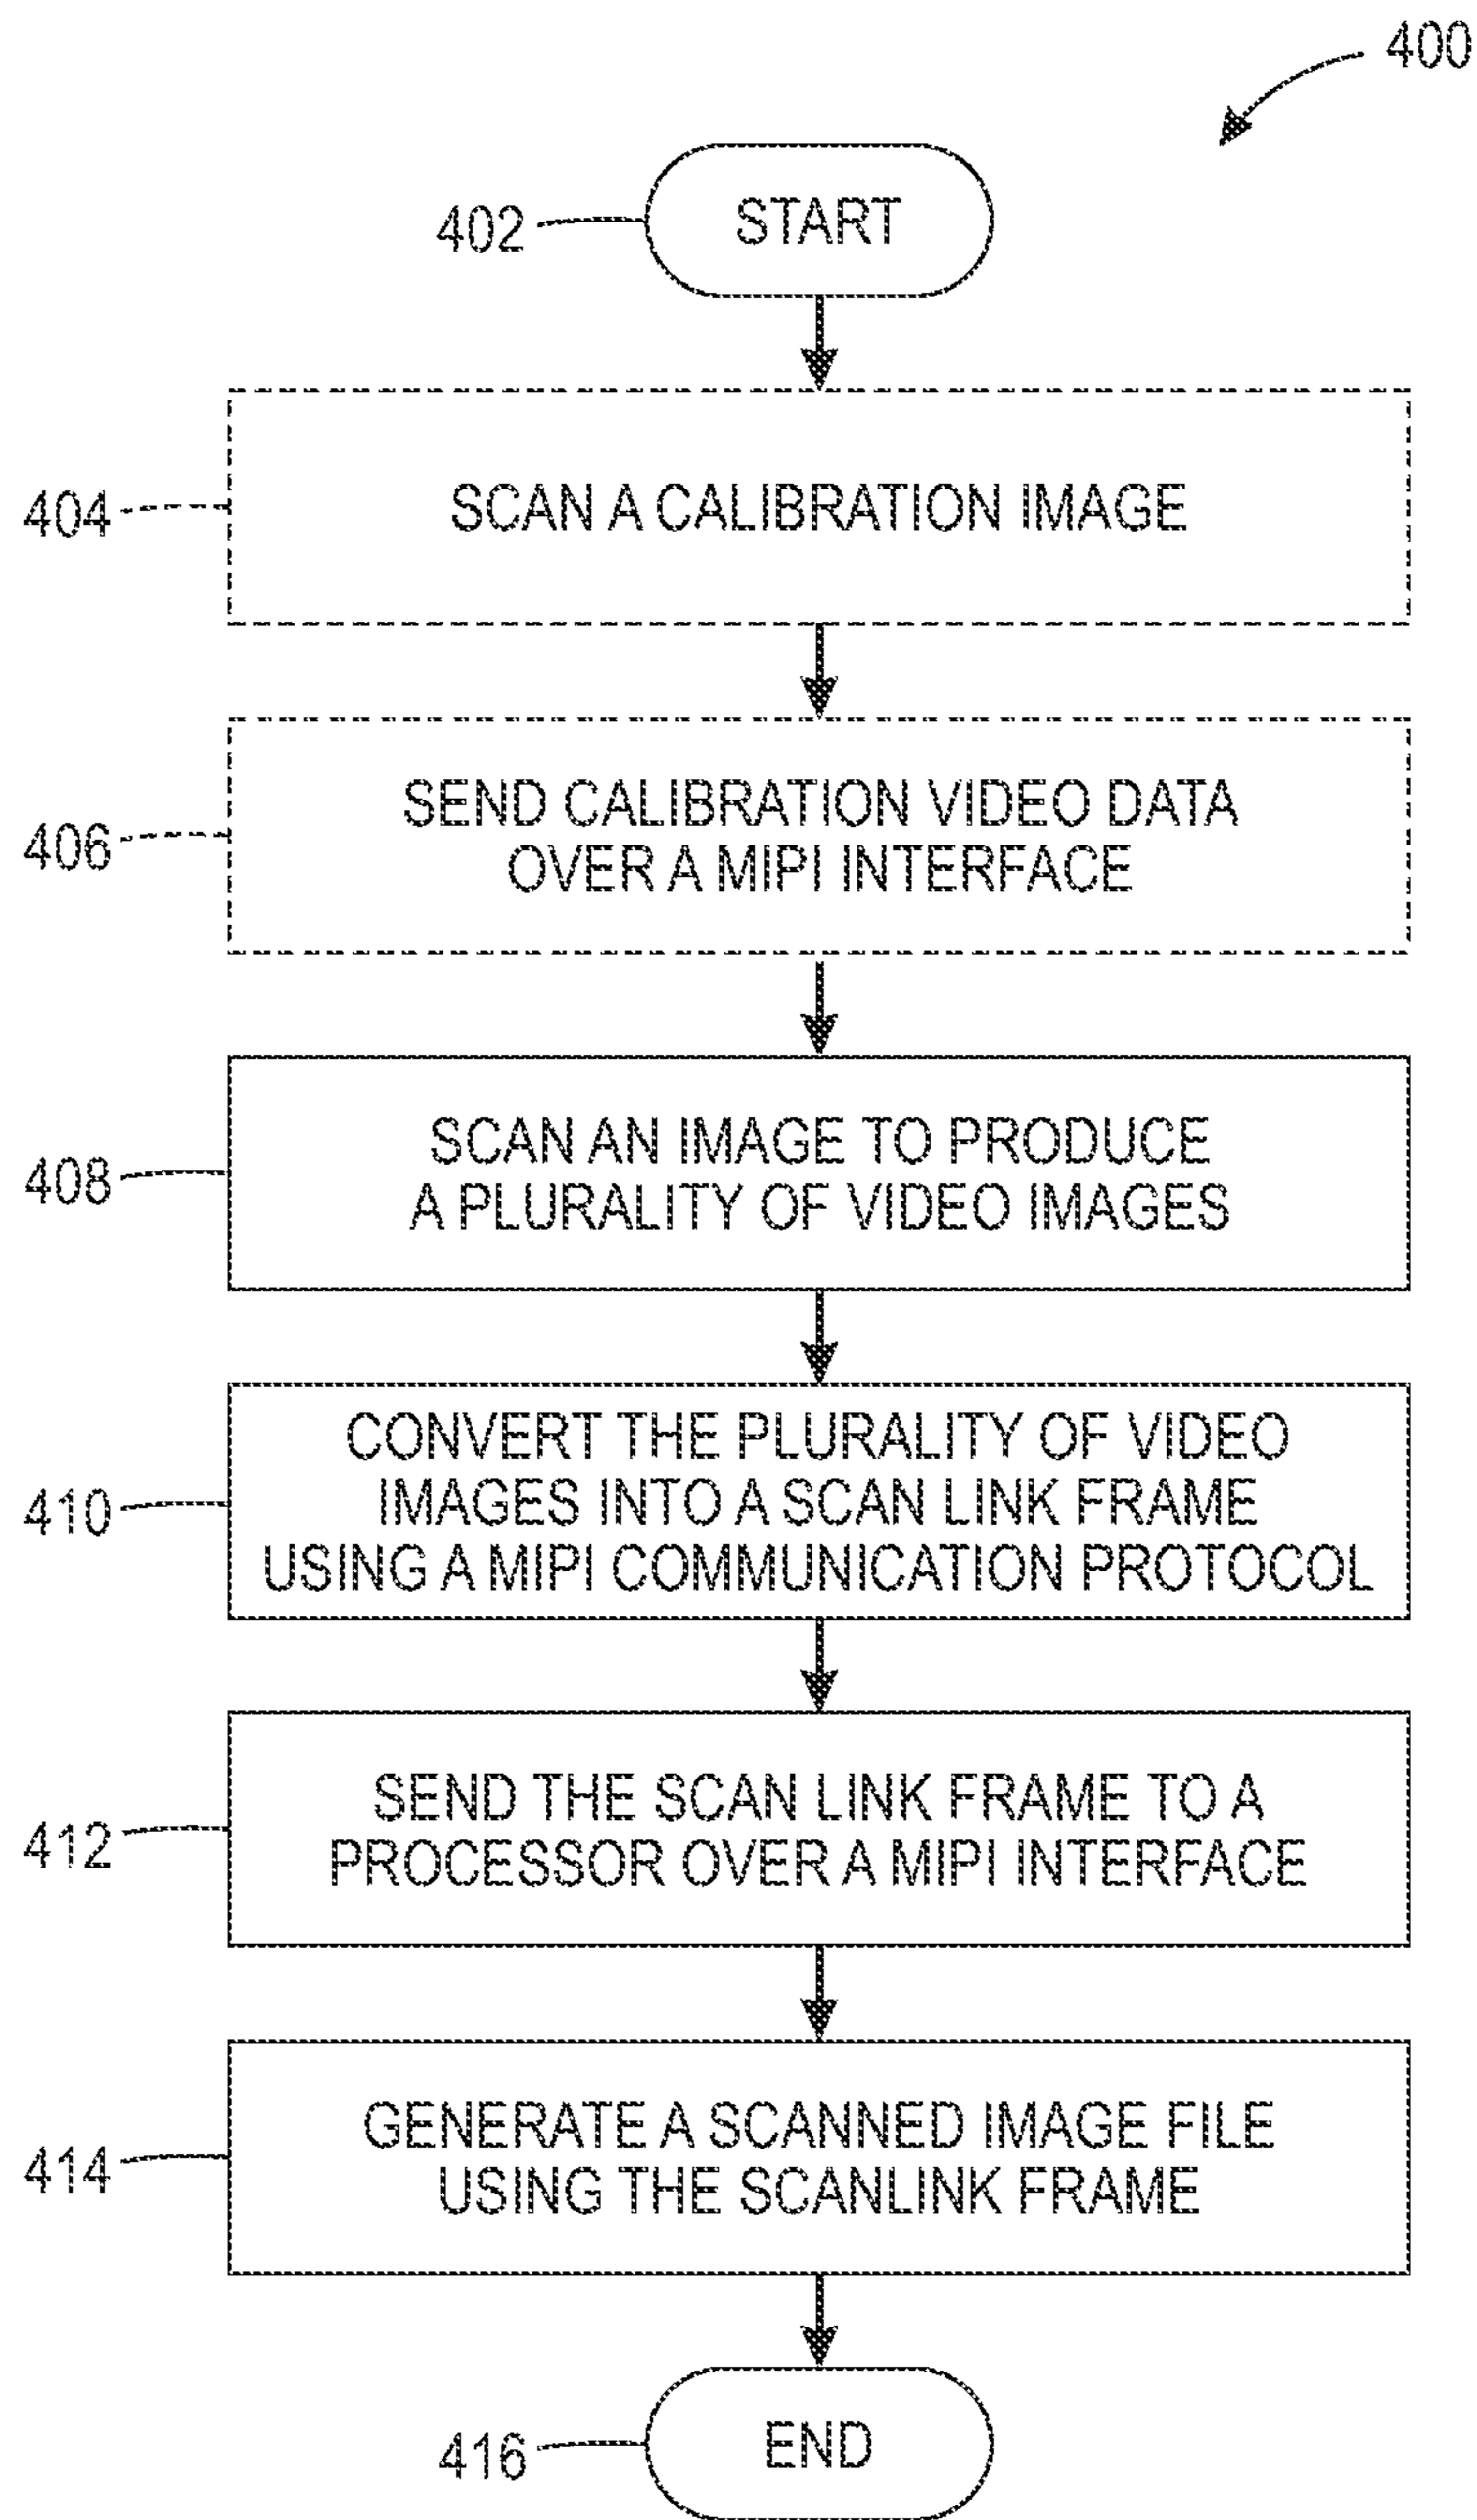 400
402
START
404
SCAN A CALIBRATION IMAGE
406
SEND CALIBRATION VIDEO DATA
OVER A MIPI INTERFACE
408
SCAN AN IMAGE TO PRODUCE
A PLURALITY OF VIDEO IMAGES
410
CONVERT THE PLURALITY OF VIDEO
IMAGES INTO A SCAN LINK FRAME
USING A MIPI COMMUNICATION PROTOCOL
412
SEND THE SCAN LINK FRAME TO A
PROCESSOR OVER A MIPI INTERFACE
414
GENERATE A SCANNED IMAGE FILE
USING THE SCANLINK FRAME
416
END